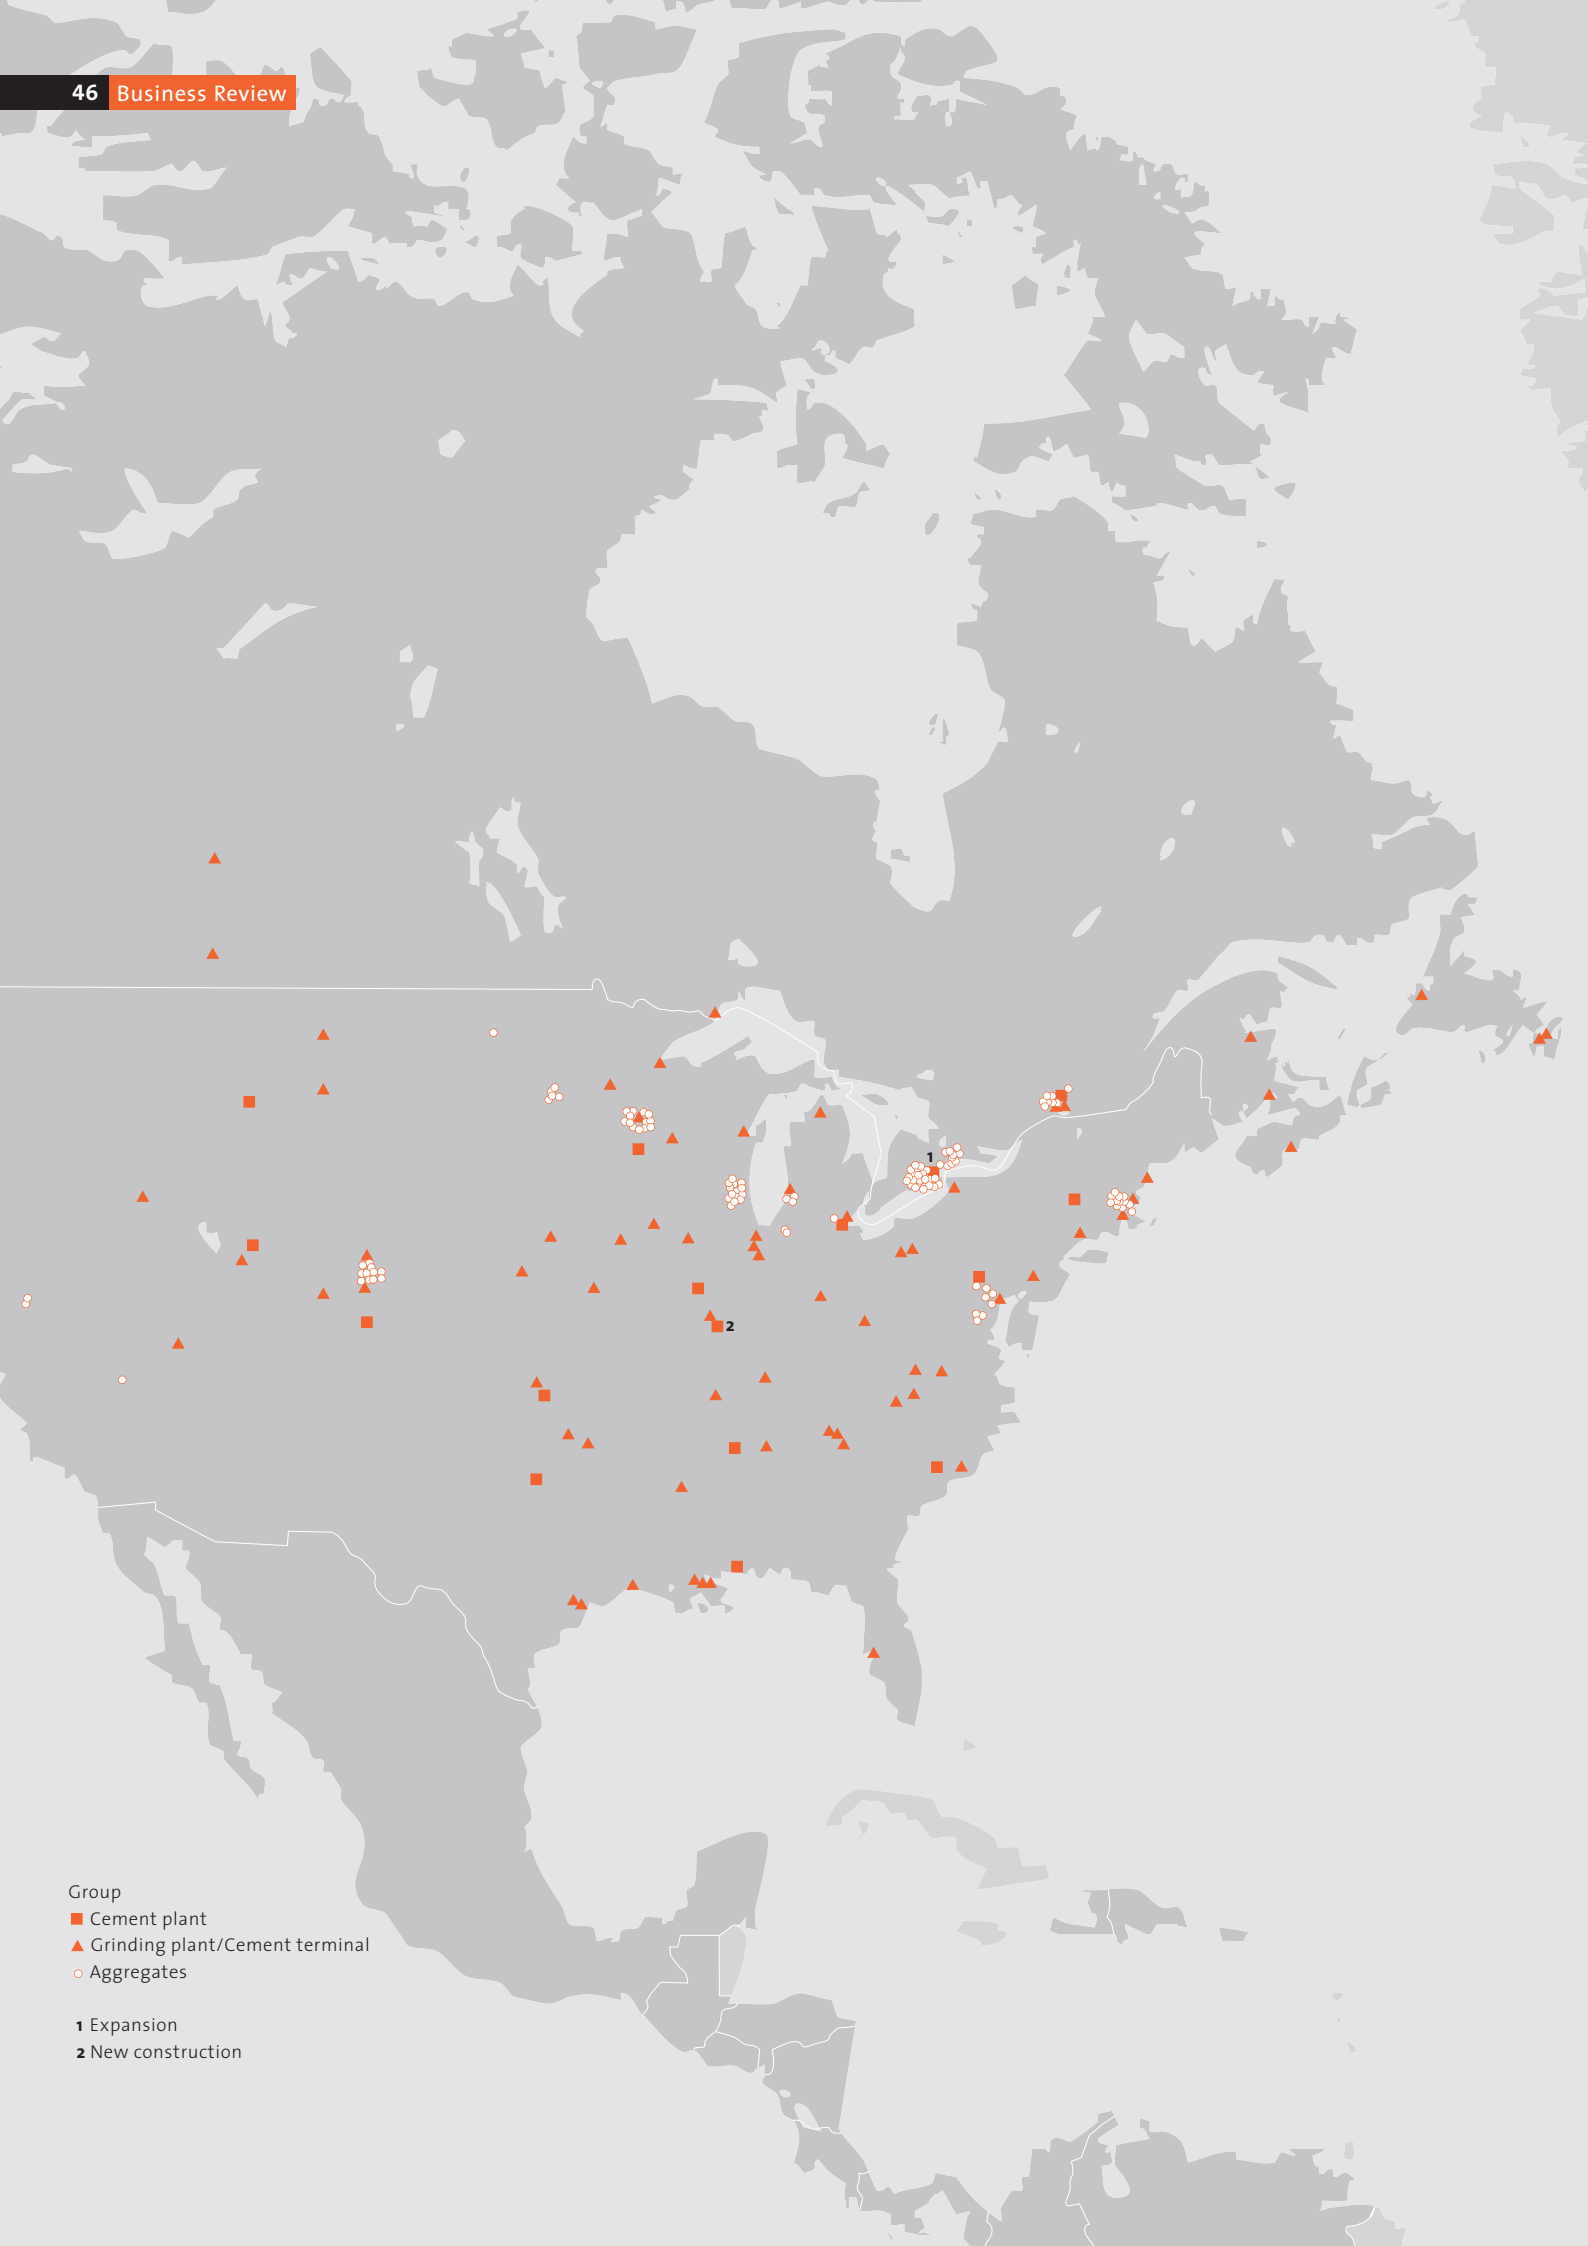 46 Business Review
1
2
Group
Cement plant
Grinding plant/Cement terminal
Aggregates
1 Expansion
2 New construction